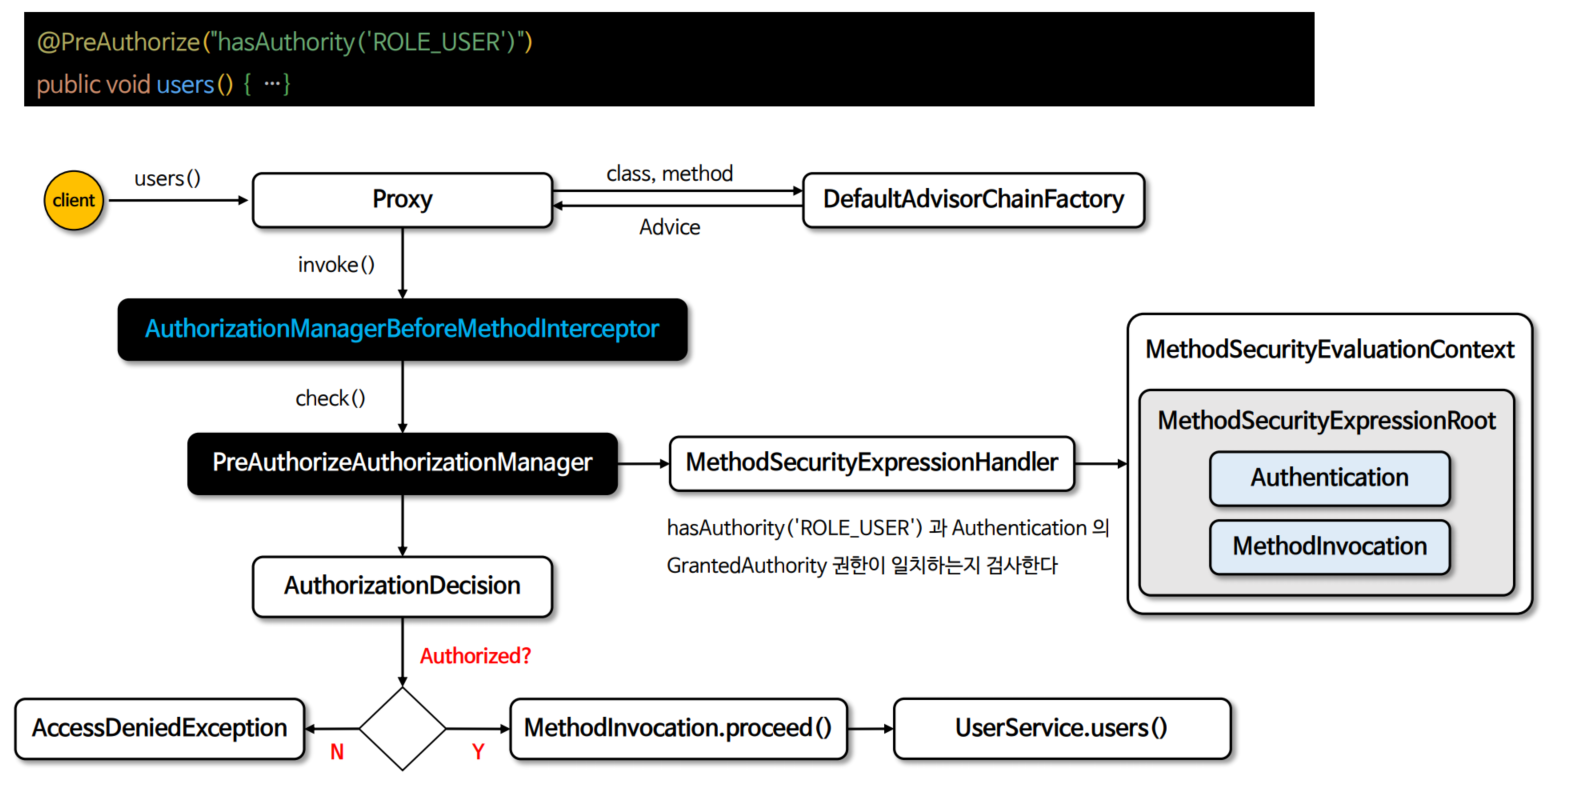 @PreAuthorize("hasAuthority('ROLE_USER')")
public void users() { ···}
client
users()
Proxy
class, method
Advice
DefaultAdvisorChainFactory
invoke()
AuthorizationManagerBeforeMethodInterceptor
check()
PreAuthorizeAuthorizationManager
MethodSecurityExpressionHandler
hasAuthority('ROLE_USER') 과 Authentication 의
GrantedAuthority 권한이 일치하는지 검사한다
MethodSecurityEvaluationContext
MethodSecurityExpressionRoot
Authentication
MethodInvocation
AuthorizationDecision
Authorized?
AccessDeniedException
N
Y
MethodInvocation.proceed()
UserService.users()